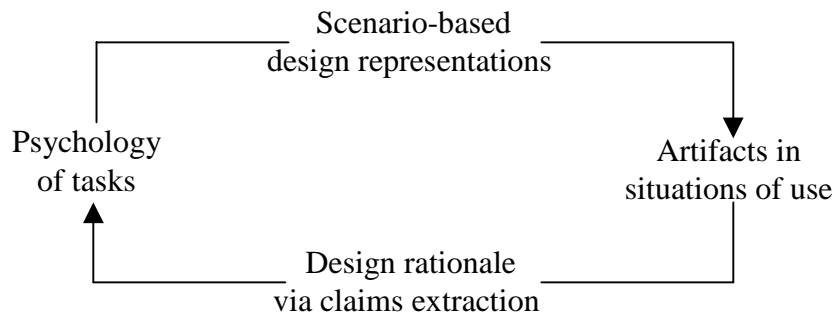 Scenario-based
design representations
Psychology
of tasks
Artifacts in
situations of use
Design rationale
via claims extraction